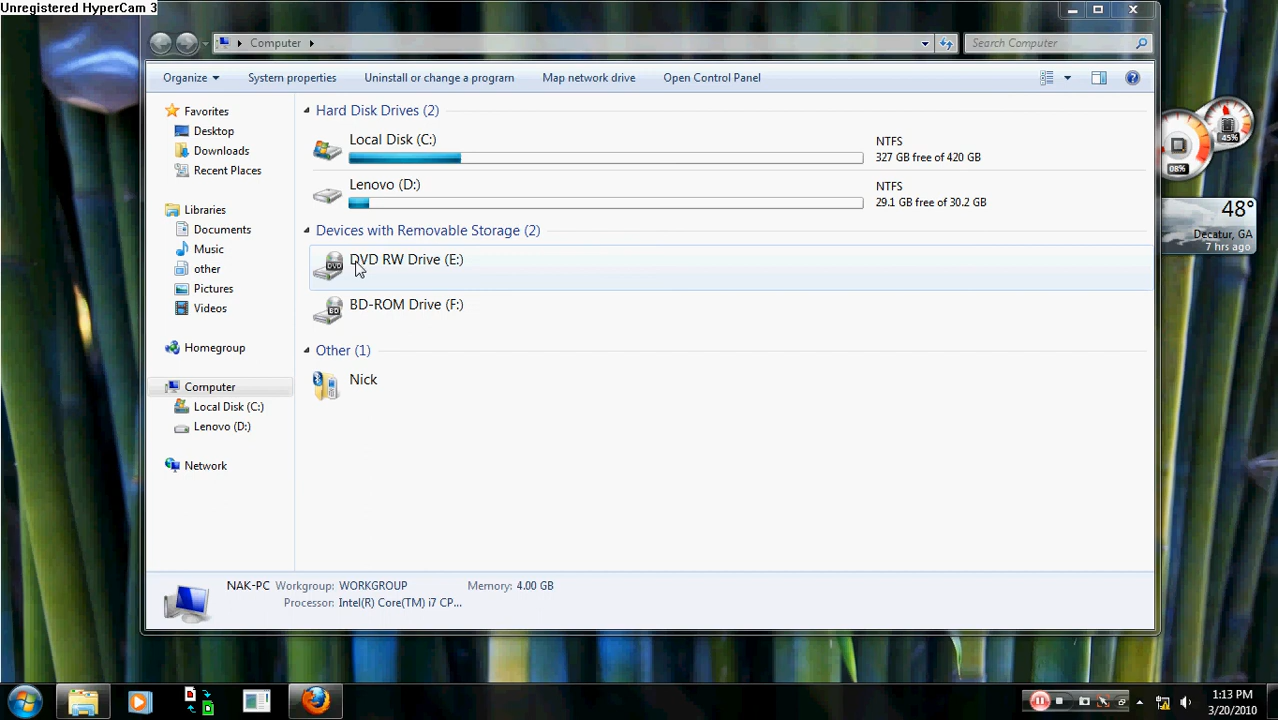 Unregistered HyperCam 3
Computer
Search Computer
Organize System properties Uninstall or change a program Map network drive Open Control Panel
Favorites
Desktop
Downloads
Recent Places
Libraries
Documents
Music
other
Pictures
Videos
Homegroup
Computer
Local Disk (C:)
Lenovo (D:)
Network
Hard Disk Drives (2)
Local Disk (C:)
NTFS
327 GB free of 420 GB
Lenovo (D:)
NTFS
29.1 GB free of 30.2 GB
Devices with Removable Storage (2)
DVD RW Drive (E:)
BD-ROM Drive (F:)
Other (1)
Nick
NAK-PC Workgroup: WORKGROUP Memory: 4.00 GB
Processor: Intel(R) Core(TM) i7 CP...
45%
08%
48°
Decatur, GA
7 hrs ago
1:13 PM
3/20/2010